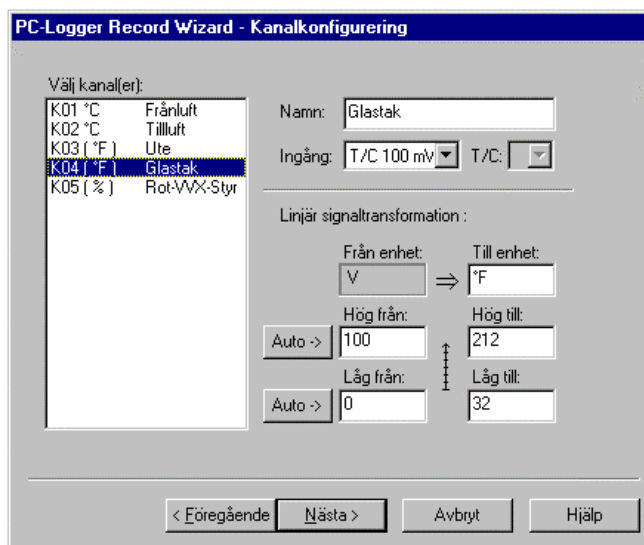 PC-Logger Record Wizard - Kanalkonfigurering
Välj kanal(er):
K01 °C Frånluft
K02 °C Tillluft
K03 ( °F ) Ute
K04 ( °F ) Glastak
K05 ( % ) Rot-VVX-Styr
Namn: Glastak
Ingång: T/C 100 mV T/C:
Linjär signaltransformation :
Från enhet: Till enhet:
V ⇒ °F
Hög från: Hög till:
Auto -> 100 212
Låg från: Låg till:
Auto -> 0 32
< Föregående Nästa > Avbryt Hjälp